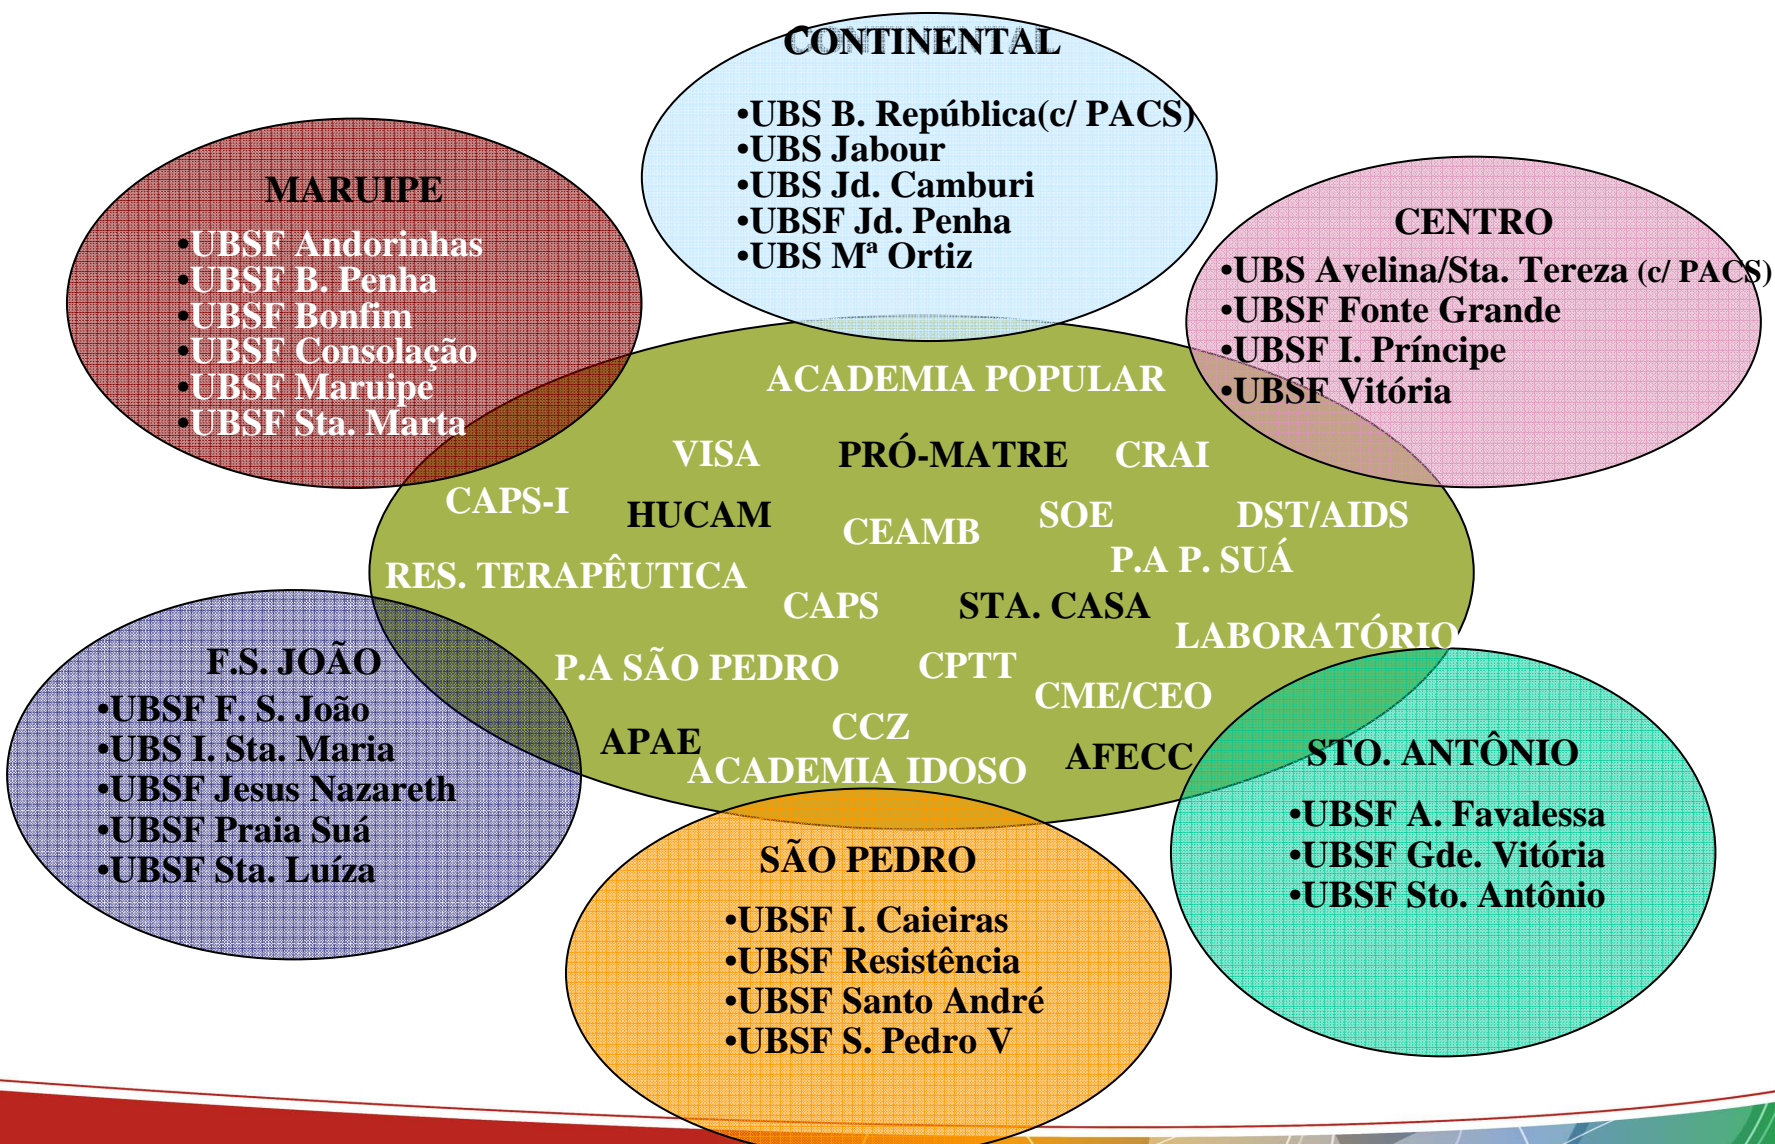 CONTINENTAL
•UBS B. República(c/ PACS)
•UBS Jabour
•UBS Jd. Camburi
•UBSF Jd. Penha
•UBS Mª Ortiz
MARUIPE
•UBSF Andorinhas
•UBSF B. Penha
•UBSF Bonfim
•UBSF Consolação
•UBSF Maruipe
•UBSF Sta. Marta
CENTRO
•UBS Avelina/Sta. Tereza (c/ PACS)
•UBSF Fonte Grande
•UBSF I. Príncipe
•UBSF Vitória
ACADEMIA POPULAR
VISA PRÓ-MATRE CRAI
CAPS-I HUCAM CEAMB SOE DST/AIDS
RES. TERAPÊUTICA P.A P. SUÁ
CAPS STA. CASA
LABORATÓRIO
P.A SÃO PEDRO CPTT
CME/CEO
APAE CCZ AFECC
ACADEMIA IDOSO
F.S. JOÃO
•UBSF F. S. João
•UBS I. Sta. Maria
•UBSF Jesus Nazareth
•UBSF Praia Suá
•UBSF Sta. Luíza
STO. ANTÔNIO
•UBSF A. Favalessa
•UBSF Gde. Vitória
•UBSF Sto. Antônio
SÃO PEDRO
•UBSF I. Caieiras
•UBSF Resistência
•UBSF Santo André
•UBSF S. Pedro V